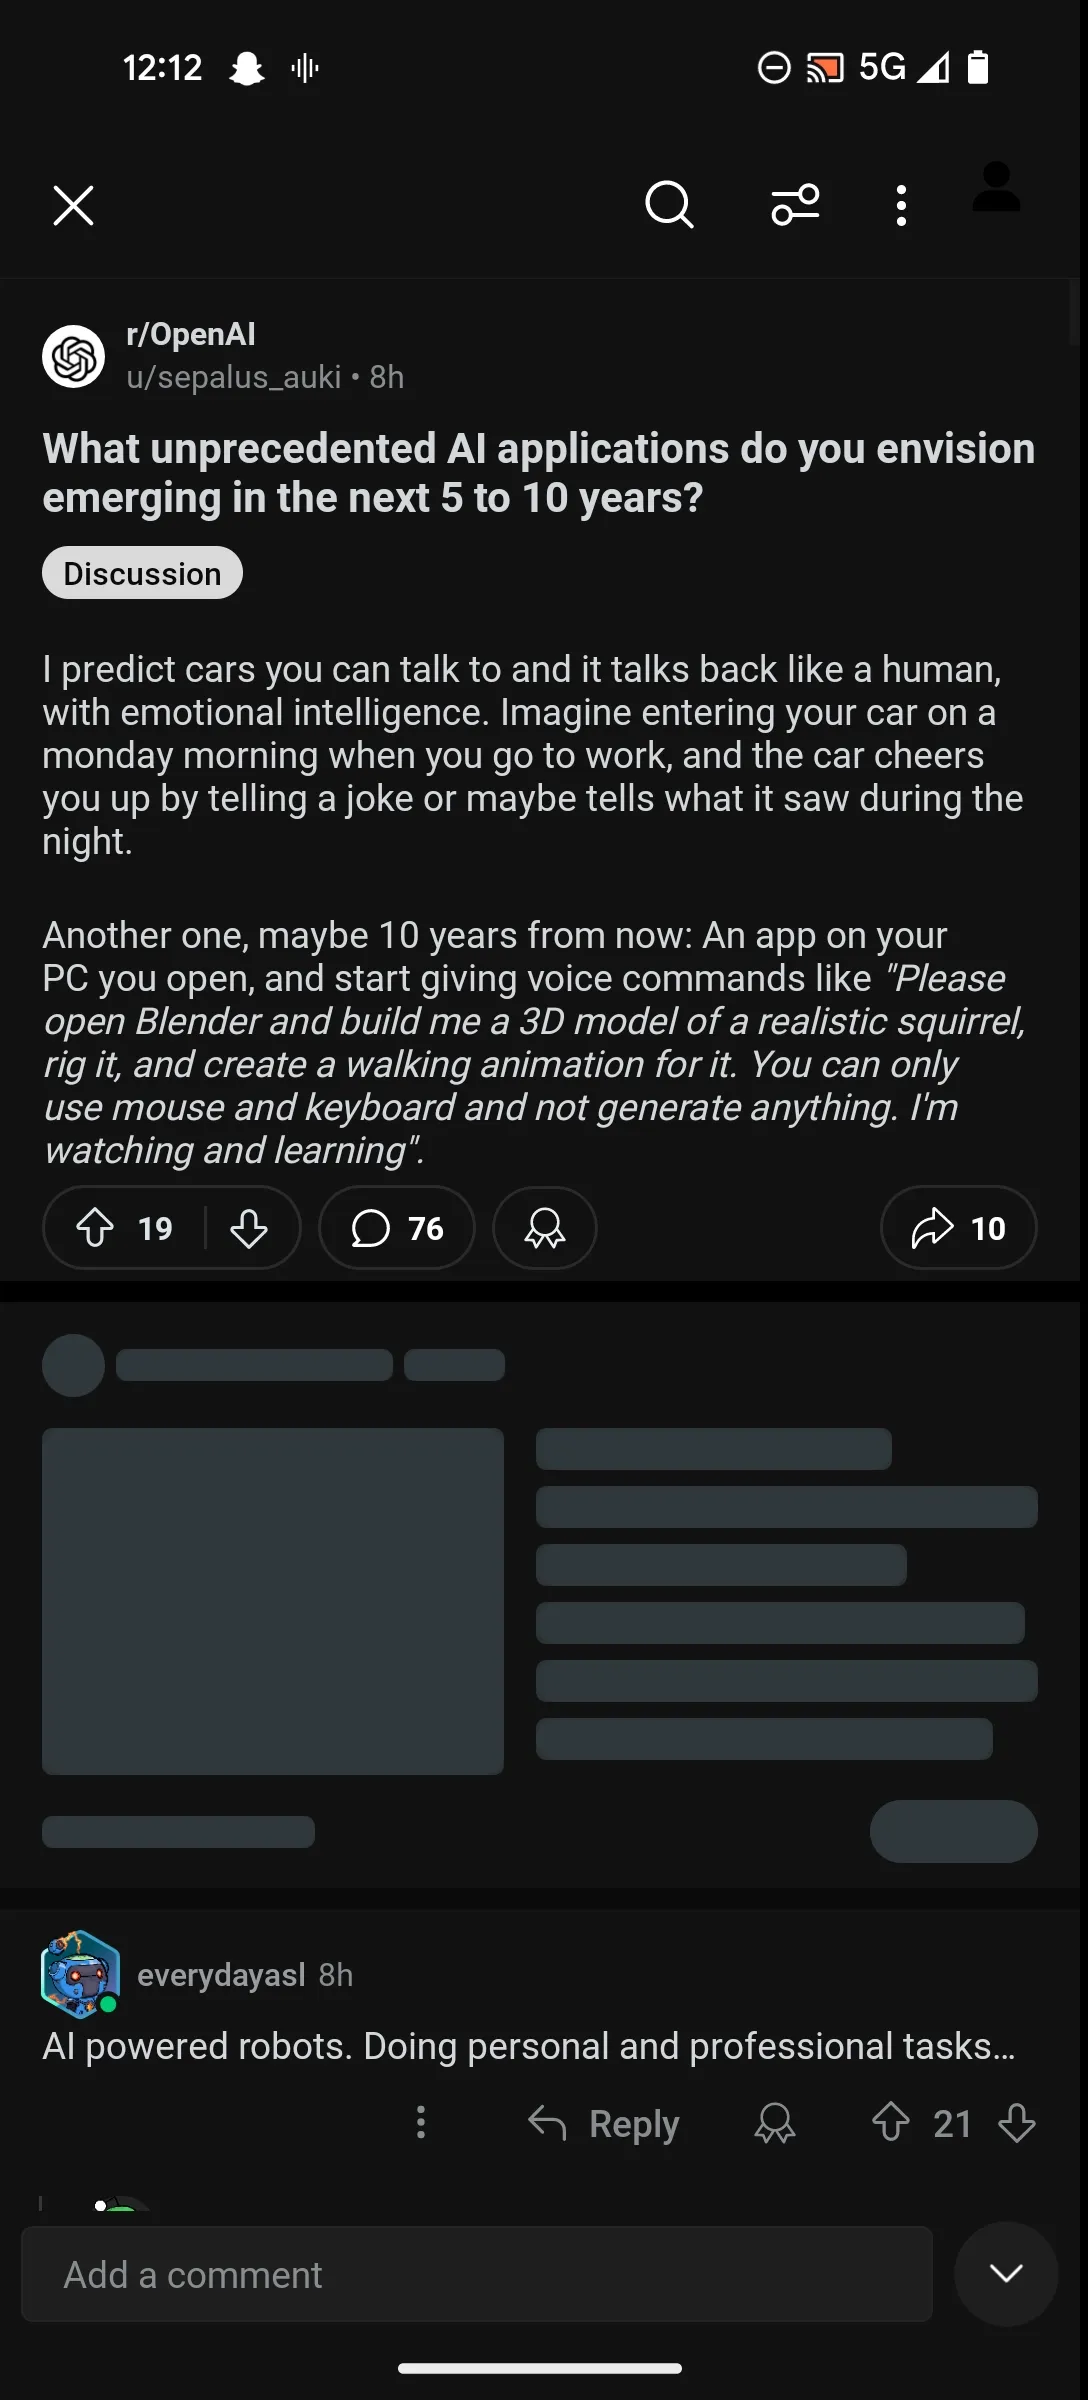 12:12
5G
r/OpenAI
u/sepalus_auki • 8h
What unprecedented AI applications do you envision
emerging in the next 5 to 10 years?
Discussion
I predict cars you can talk to and it talks back like a human,
with emotional intelligence. Imagine entering your car on a
monday morning when you go to work, and the car cheers
you up by telling a joke or maybe tells what it saw during the
night.
Another one, maybe 10 years from now: An app on your
PC you open, and start giving voice commands like "Please
open Blender and build me a 3D model of a realistic squirrel,
rig it, and create a walking animation for it. You can only
use mouse and keyboard and not generate anything. I'm
watching and learning".
19
76
10
everydayasl 8h
AI powered robots. Doing personal and professional tasks...
Reply
21
Add a comment